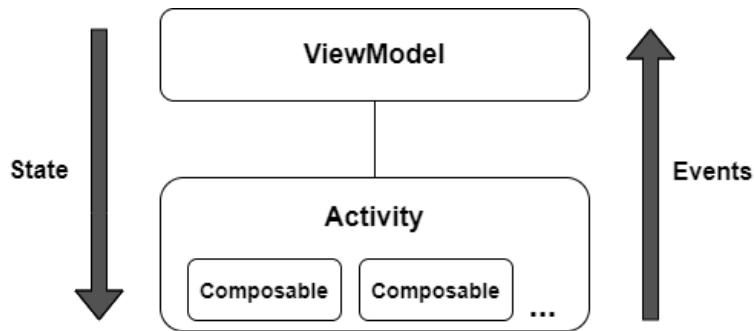 ViewModel
State
Events
Activity
Composable
Composable
...